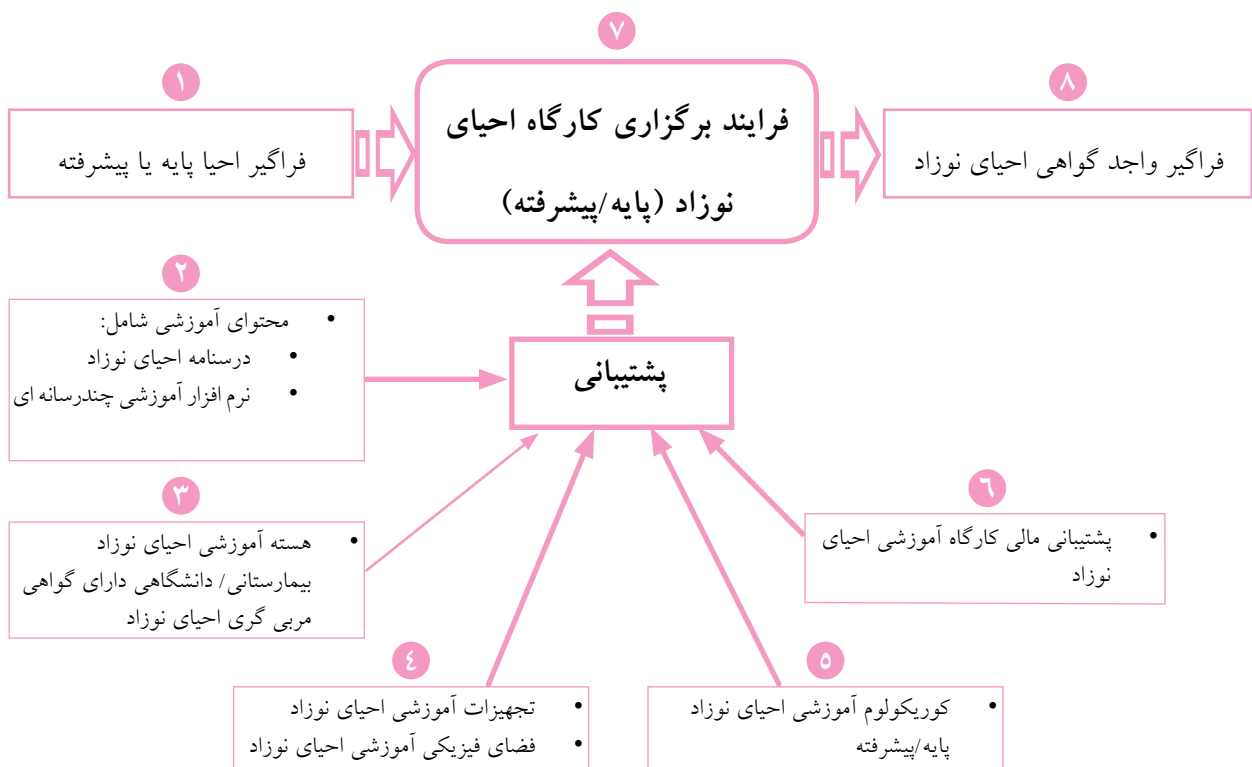 ۷
۱
۸
فرایند برگزاری کارگاه احیای
نوزاد (پایه/پیشرفته)
فراگیر احیا پایه یا پیشرفته
فراگیر واجد گواهی احیای نوزاد
۲
• محتوای آموزشی شامل:
• درسنامه احیای نوزاد
• نرم افزار آموزشی چندرسانه ای
پشتیبانی
۳
• هسته آموزشی احیای نوزاد
بیمارستانی/ دانشگاهی دارای گواهی
مربی گری احیای نوزاد
٦
• پشتیبانی مالی کارگاه آموزشی احیای
نوزاد
٤
• تجهیزات آموزشی احیای نوزاد
• فضای فیزیکی آموزشی احیای نوزاد
٥
• کوریکولوم آموزشی احیای نوزاد
پایه/پیشرفته